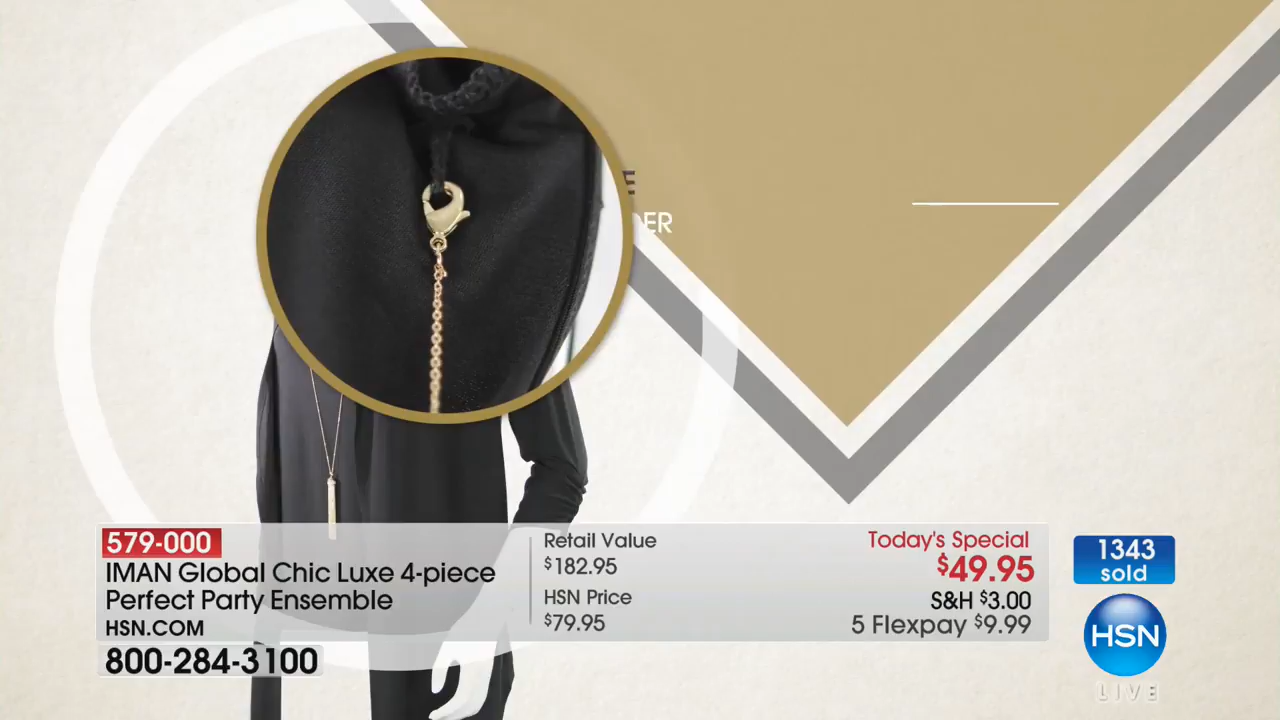 579-000
IMAN Global Chic Luxe 4-piece
Perfect Party Ensemble
HSN.COM
800-284-3100
Retail Value
$182.95
HSN Price
$79.95
Today's Special
$49.95
S&H $3.00
5 Flexpay $9.99
1343
sold
HSN
LIVE